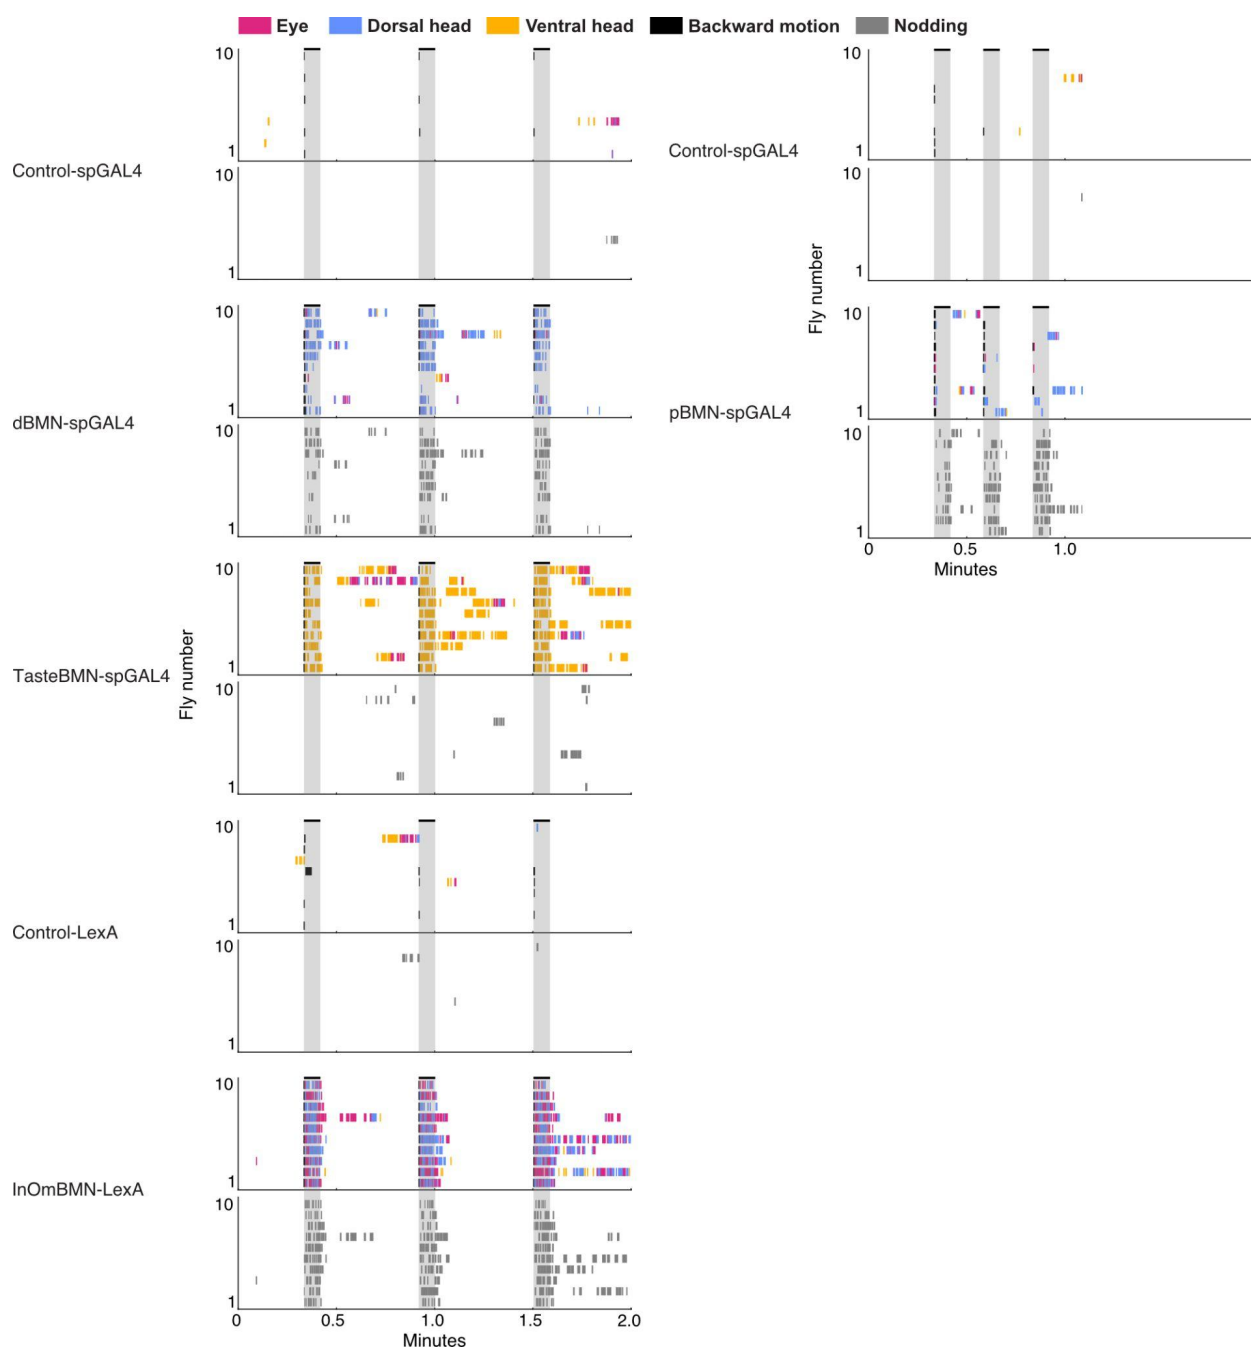 Eye Dorsal head Ventral head Backward motion Nodding
10
1
Control-spGAL4
10
1
10
1
dBMN-spGAL4
10
1
10
1
TasteBMN-spGAL4
Fly number
10
1
10
1
Control-LexA
10
1
10
1
InOmBMN-LexA
10
1
0 0.5 1.0 1.5 2.0
Minutes
10
1
Control-spGAL4
10
1
Fly number
10
1
pBMN-spGAL4
10
1
0 0.5 1.0
Minutes